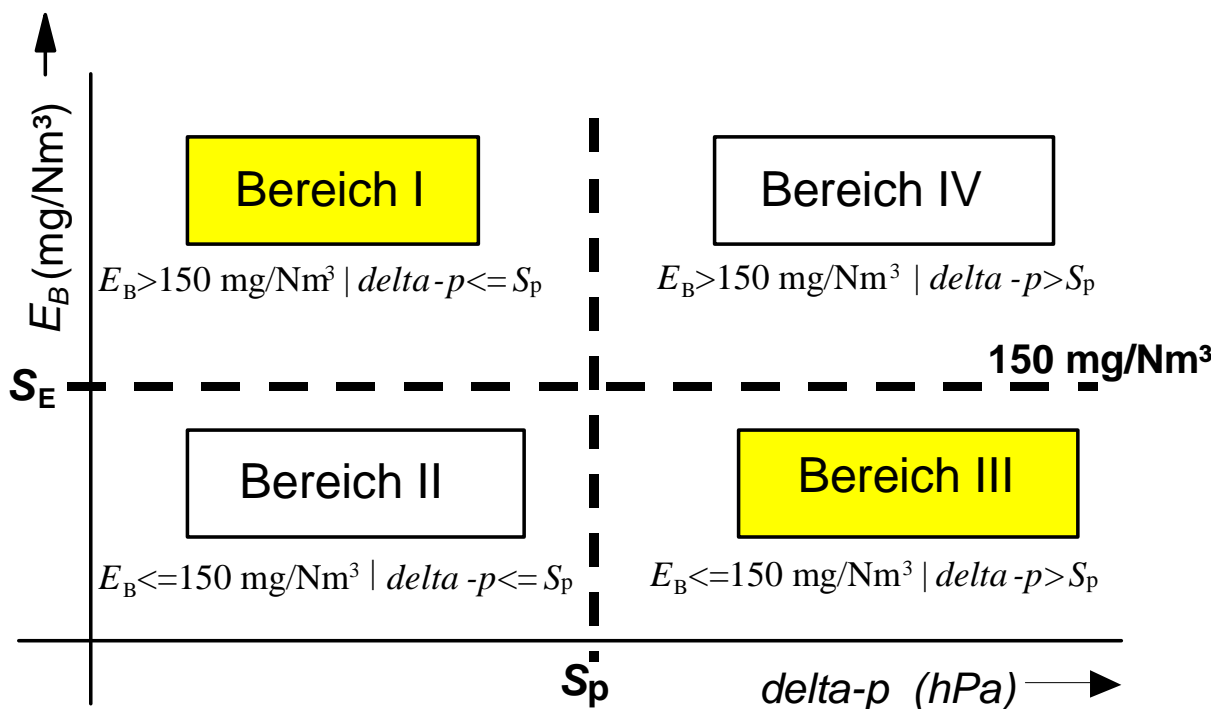 E_B (mg/Nm³)
Bereich I
Bereich IV
E_B>150 mg/Nm³ | delta-p<= S_p
E_B>150 mg/Nm³ | delta -p>S_p
150 mg/Nm³
S_E
Bereich II
Bereich III
E_B<=150 mg/Nm³ | delta -p<= S_p
E_B<=150 mg/Nm³ | delta -p>S_p
S_p
delta-p (hPa)